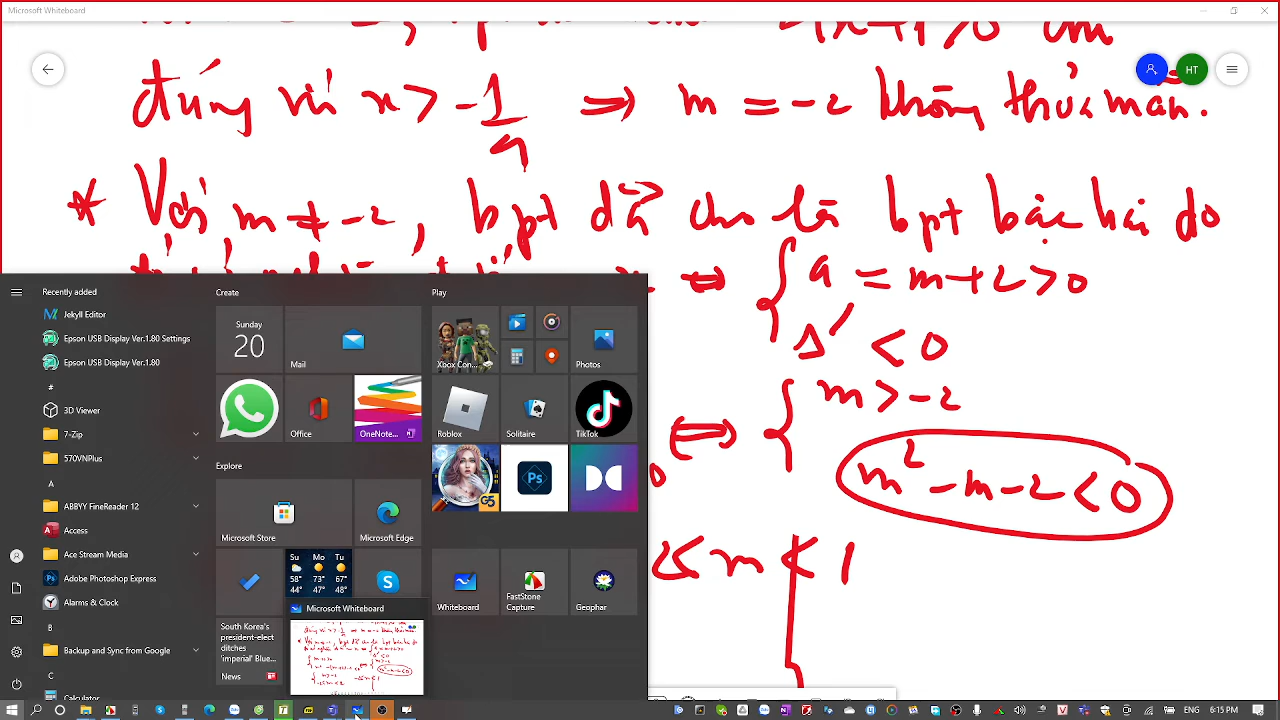 Microsoft Whiteboard
HT
đúng với x > -1/4 ⇒ m = -2 không thỏa mãn.
* Với m ≠ -2, bpt đã cho là bpt bậc hai do
⇔ { a = m+2 > 0
Δ' < 0
⇔ { m > -2
m² - m - 2 < 0
m < 1
Recently added
Jekyll Editor
Epson USB Display Ver.1.80 Settings
Epson USB Display Ver.1.80
#
3D Viewer
7-Zip
570VNPlus
A
ABBYY FineReader 12
Access
Ace Stream Media
Adobe Photoshop Express
Alarms & Clock
B
Backup and Sync from Google
C
Calculator
Create
Sunday
20
Mail
Office
OneNote...
Explore
Microsoft Store
Microsoft Edge
Su Mo Tu
58° 73° 67°
44° 47° 48°
Microsoft Whiteboard
South Korea's
president-elect
ditches
'imperial' Blue...
News
Play
Xbox Con...
Photos
Roblox
Solitaire
TikTok
G5
Ps
Whiteboard
FastStone
Capture
Geophar
ENG
6:15 PM